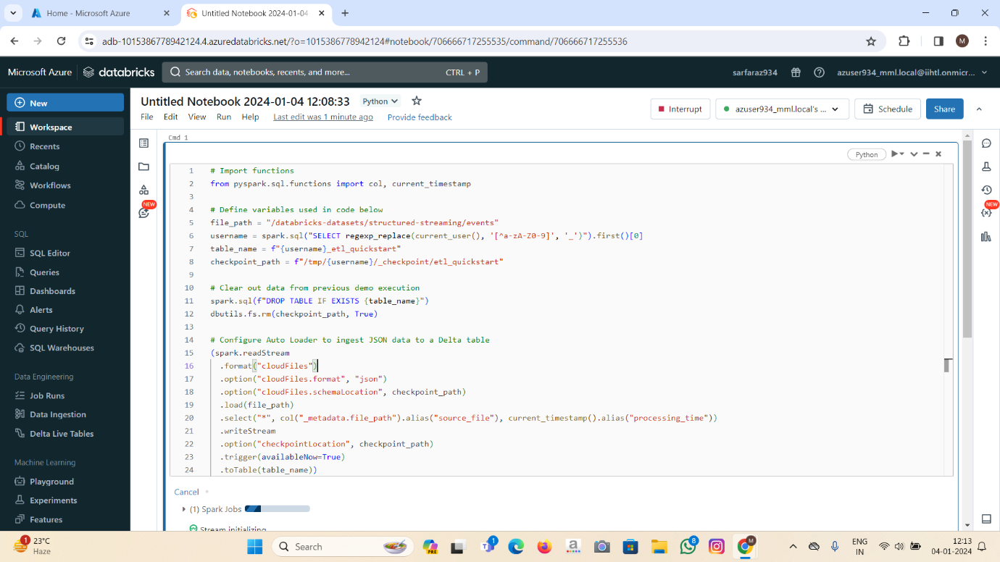 Home - Microsoft Azure
Untitled Notebook 2024-01-04
adb-1015386778942124.4.azuredatabricks.net/?o=1015386778942124#notebook/706666717255535/command/706666717255536
M
Microsoft Azure
databricks
Search data, notebooks, recents, and more...
CTRL + P
sarfaraz934
azuser934_mml.local@iihtl.onmicr...
New
Workspace
Recents
Catalog
Workflows
Compute
SQL
SQL Editor
Queries
Dashboards
Alerts
Query History
SQL Warehouses
Data Engineering
Job Runs
Data Ingestion
Delta Live Tables
Machine Learning
Playground
Experiments
Features
Untitled Notebook 2024-01-04 12:08:33
Python
File Edit View Run Help Last edit was 1 minute ago Provide feedback
Interrupt
azuser934_mml.local's ...
Schedule
Share
NEW
NEW
Cmd 1
Python
1 # Import functions
2 from pyspark.sql.functions import col, current_timestamp
3
4 # Define variables used in code below
5 file_path = "/databricks-datasets/structured-streaming/events"
6 username = spark.sql("SELECT regexp_replace(current_user(), '[^a-zA-Z0-9]', '_')").first()[0]
7 table_name = f"{username}_etl_quickstart"
8 checkpoint_path = f"/tmp/{username}/_checkpoint/etl_quickstart"
9
10 # Clear out data from previous demo execution
11 spark.sql(f"DROP TABLE IF EXISTS {table_name}")
12 dbutils.fs.rm(checkpoint_path, True)
13
14 # Configure Auto Loader to ingest JSON data to a Delta table
15 (spark.readStream
16 .format("cloudFiles")
17 .option("cloudFiles.format", "json")
18 .option("cloudFiles.schemaLocation", checkpoint_path)
19 .load(file_path)
20 .select("*", col("_metadata.file_path").alias("source_file"), current_timestamp().alias("processing_time"))
21 .writeStream
22 .option("checkpointLocation", checkpoint_path)
23 .trigger(availableNow=True)
24 .toTable(table_name))
Cancel
(1) Spark Jobs
Stream initializing
1
23°C
Haze
Search
PRE
1
a
8
M
ENG
IN
12:13
04-01-2024